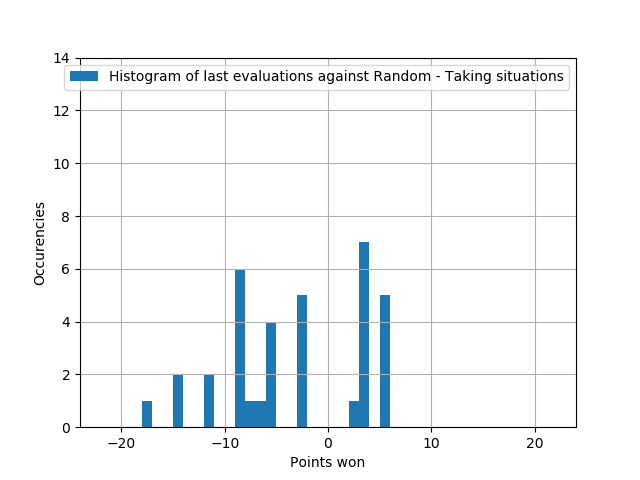 Histogram of last evaluations against Random - Taking situations
14
12
10
8
6
4
2
0
Occurencies
−20 −10 0 10 20
Points won